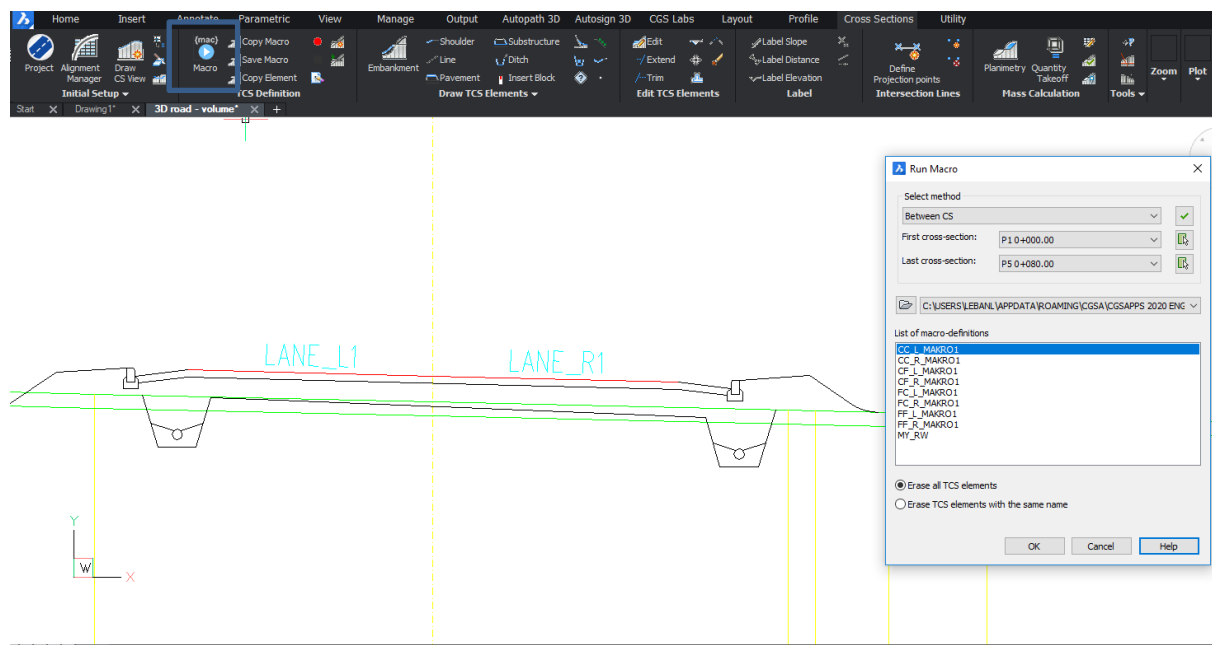 Home Insert Annotate Parametric View Manage Output Autopath 3D Autosign 3D CGS Labs Layout Profile Cross Sections Utility
Project
Alignment Manager
Draw CS View
Initial Setup
{mac}
Macro
Copy Macro
Save Macro
Copy Element
TCS Definition
Embankment
Shoulder
Line
Pavement
Substructure
Ditch
Insert Block
Draw TCS Elements
Edit
Extend
Trim
Edit TCS Elements
Label Slope
Label Distance
Label Elevation
Label
Define Projection points
Intersection Lines
Planimetry
Quantity Takeoff
Mass Calculation
Tools
Zoom
Plot
Start Drawing1* 3D road - volume*
LANE_L1
LANE_R1
Y
W
X
Run Macro
Select method
Between CS
First cross-section: P1 0+000.00
Last cross-section: P5 0+080.00
C:\USERS\LEBANL\APPDATA\ROAMING\CGSA\CGSAPPS 2020 ENG
List of macro-definitions
CC_L_MAKRO1
CC_R_MAKRO1
CF_L_MAKRO1
CF_R_MAKRO1
FC_L_MAKRO1
FC_R_MAKRO1
FF_L_MAKRO1
FF_R_MAKRO1
MY_RW
Erase all TCS elements
Erase TCS elements with the same name
OK Cancel Help